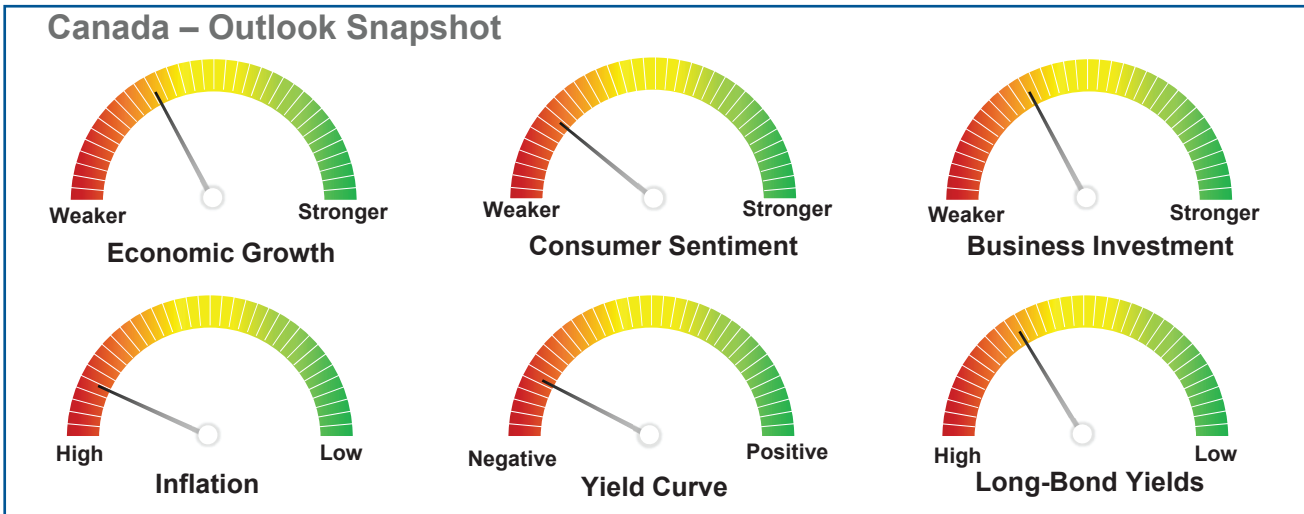 Canada – Outlook Snapshot
Weaker Stronger
Economic Growth
Weaker Stronger
Consumer Sentiment
Weaker Stronger
Business Investment
High Low
Inflation
Negative Positive
Yield Curve
High Low
Long-Bond Yields